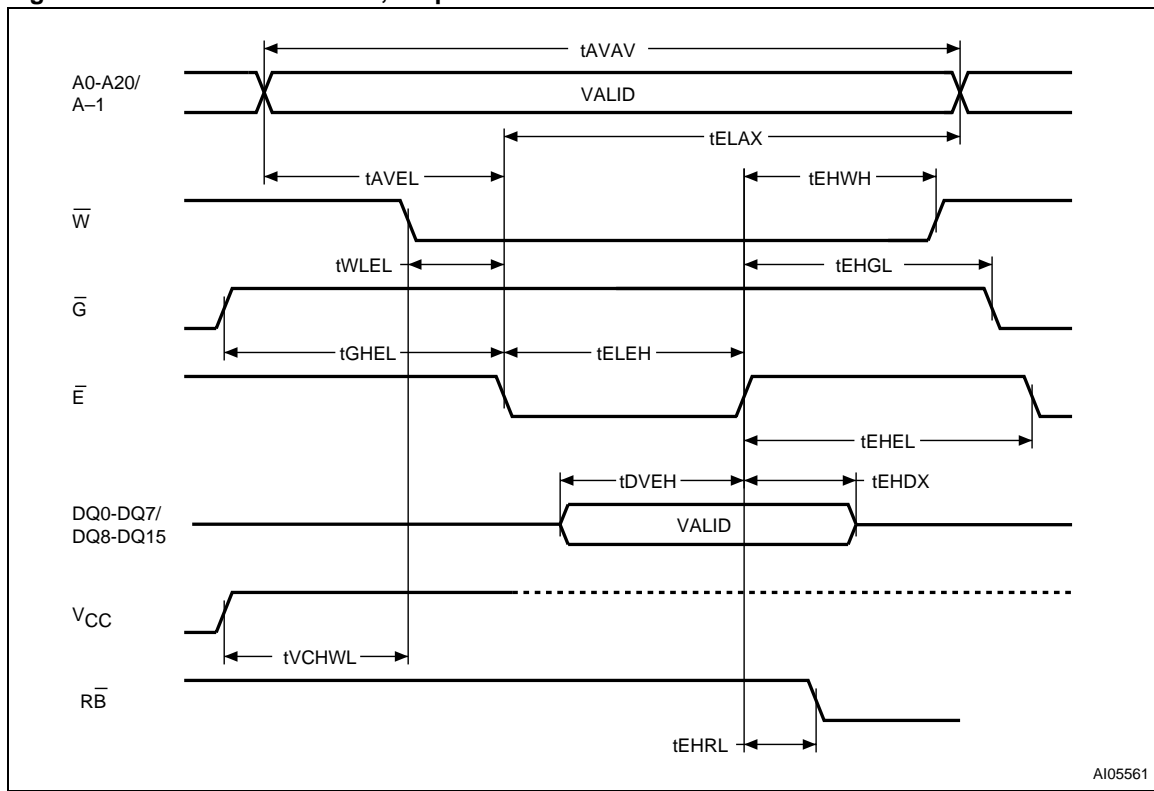 tAVAV
A0-A20/
A–1
VALID
tELAX
tAVEL
tEHWH
W̅
tWLEL
tEHGL
G̅
tGHEL
tELEH
E̅
tEHEL
tDVEH
tEHDX
DQ0-DQ7/
DQ8-DQ15
VALID
VCC
tVCHWL
RB̅
tEHRL
AI05561